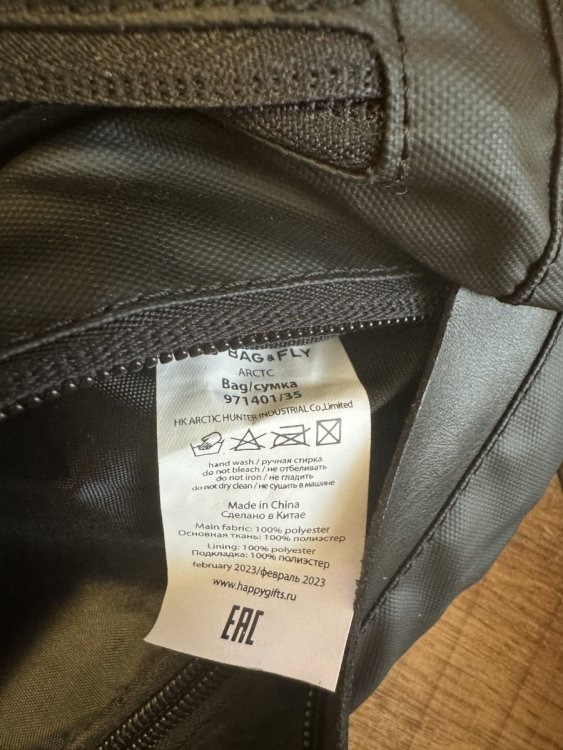 BAG & FLY
ARCTC
Bag/сумка
971401/35
HK ARCTIC HUNTER INDUSTRIAL Co.,Limited
hand wash / ручная стирка
do not bleach / не отбеливать
do not iron / не гладить
do not dry clean / не сушить в машине
Made in China
Сделано в Китае
Main fabric: 100% polyester
Основная ткань: 100% полиэстер
Lining: 100% polyester
Подкладка: 100% полиэстер
february 2023/февраль 2023
www.happygifts.ru
EAC